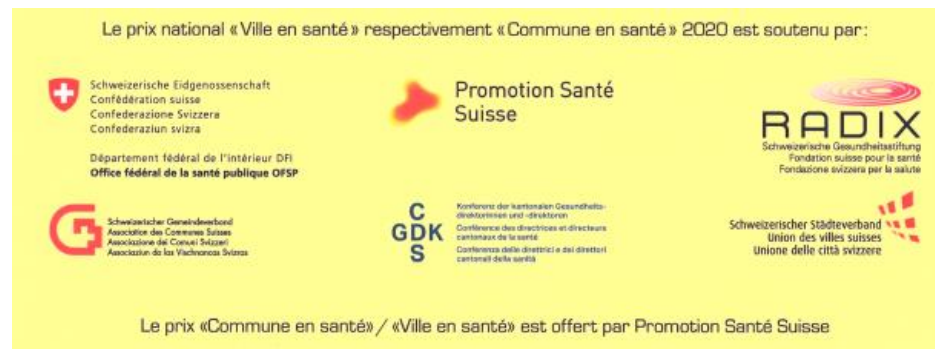 Le prix national «Ville en santé» respectivement «Commune en santé» 2020 est soutenu par:
Schweizerische Eidgenossenschaft
Confédération suisse
Confederazione Svizzera
Confederaziun svizra
Département fédéral de l'intérieur DFI
Office fédéral de la santé publique OFSP
Promotion Santé
Suisse
RADIX
Schweizerische Gesundheitsstiftung
Fondation suisse pour la santé
Fondazione svizzera per la salute
Schweizerischer Gemeindeverband
Association des Communes Suisses
Associazione dei Comuni Svizzeri
Associaziun da las Vischnancas Svizras
C
GDK
S
Konferenz der kantonalen Gesundheits-
direktorinnen und -direktoren
Conférence des directrices et directeurs
cantonaux de la santé
Conferenza delle direttrici e dei direttori
cantonali della sanità
Schweizerischer Städteverband
Union des villes suisses
Unione delle città svizzere
Le prix «Commune en santé» / «Ville en santé» est offert par Promotion Santé Suisse